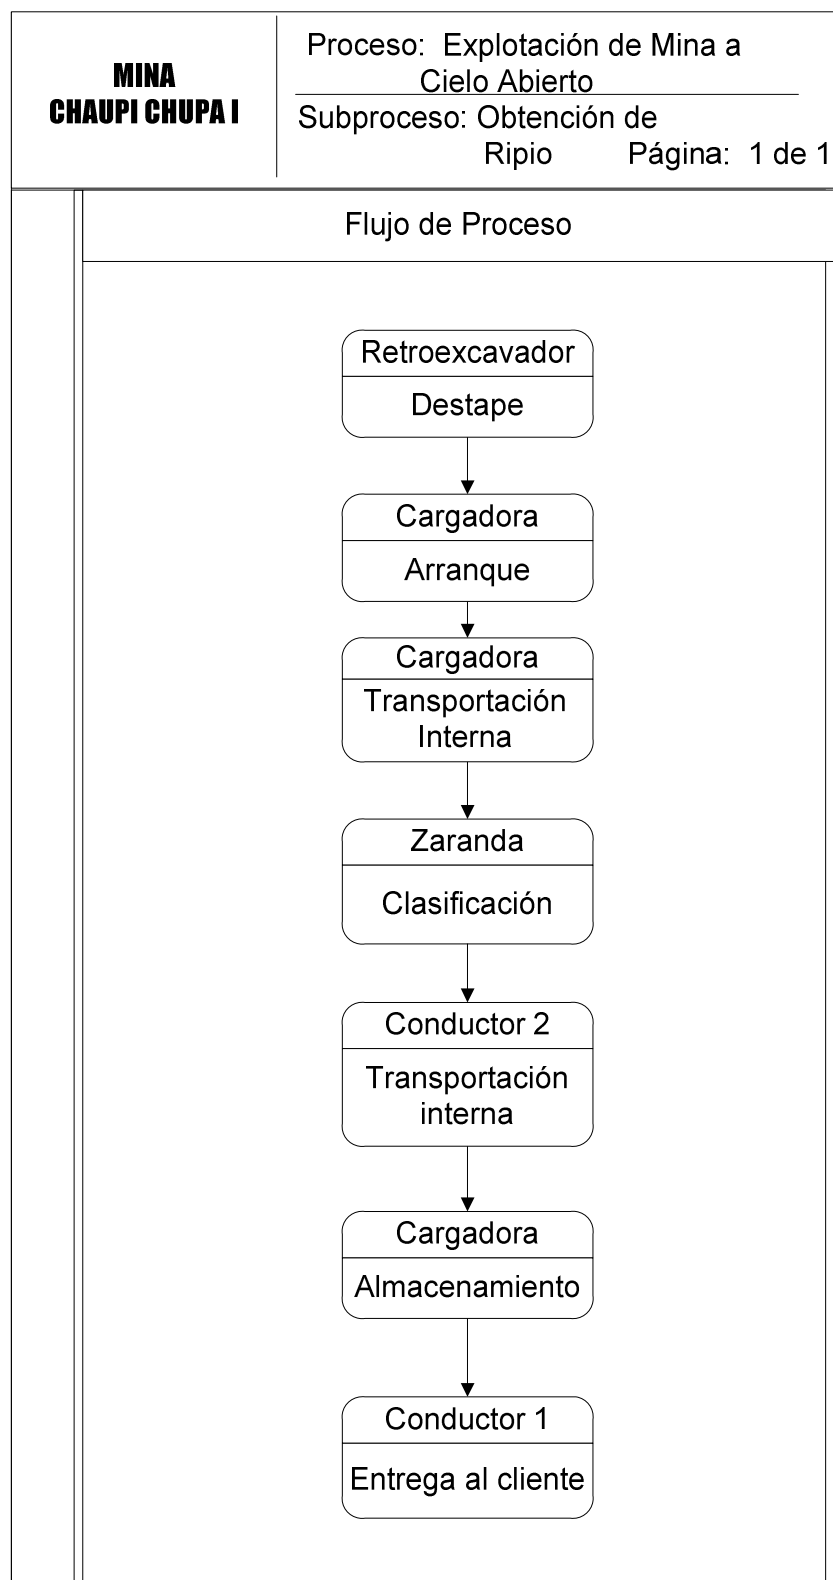 MINA
CHAUPI CHUPA I
Proceso: Explotación de Mina a
Cielo Abierto
Subproceso: Obtención de
Ripio Página: 1 de 1
Flujo de Proceso
Retroexcavador
Destape
Cargadora
Arranque
Cargadora
Transportación
Interna
Zaranda
Clasificación
Conductor 2
Transportación
interna
Cargadora
Almacenamiento
Conductor 1
Entrega al cliente